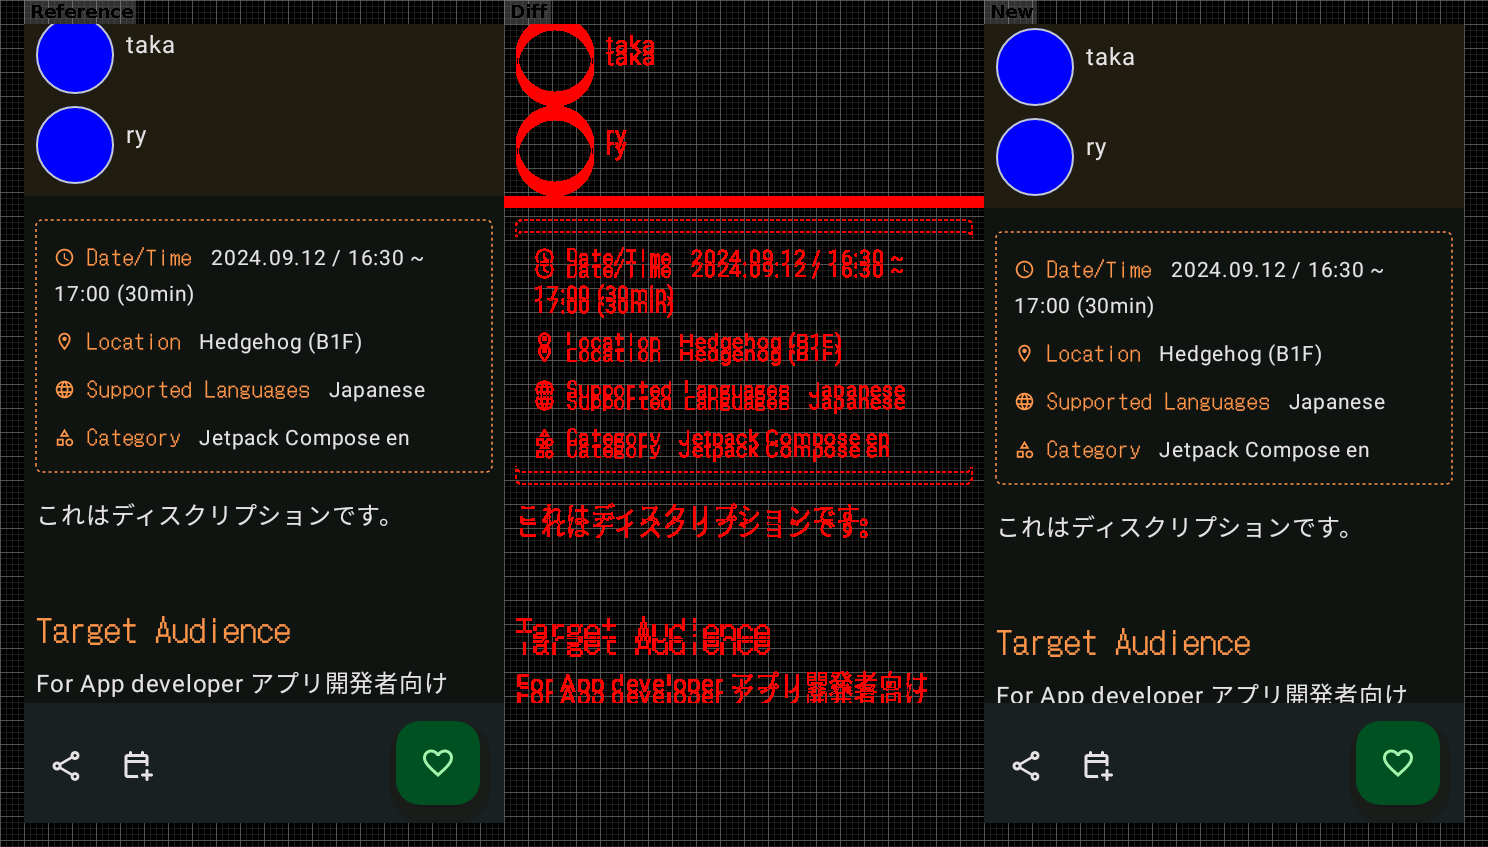 Reference
taka
ry
Date/Time 2024.09.12 / 16:30 ~
17:00 (30min)
Location Hedgehog (B1F)
Supported Languages Japanese
Category Jetpack Compose en
これはディスクリプションです。
Target Audience
For App developer アプリ開発者向け
Diff
taka
taka
ry
ry
Date/Time 2024.09.12 / 16:30 ~
Date/Time 2024.09.12 / 16:30 ~
17:00 (30min)
17:00 (30min)
Location Hedgehog (B1F)
Location Hedgehog (B1F)
Supported Languages Japanese
Supported Languages Japanese
Category Jetpack Compose en
Category Jetpack Compose en
これはディスクリプションです。
これはディスクリプションです。
Target Audience
Target Audience
For App developer アプリ開発者向け
For App developer アプリ開発者向け
New
taka
ry
Date/Time 2024.09.12 / 16:30 ~
17:00 (30min)
Location Hedgehog (B1F)
Supported Languages Japanese
Category Jetpack Compose en
これはディスクリプションです。
Target Audience
For App developer アプリ開発者向け